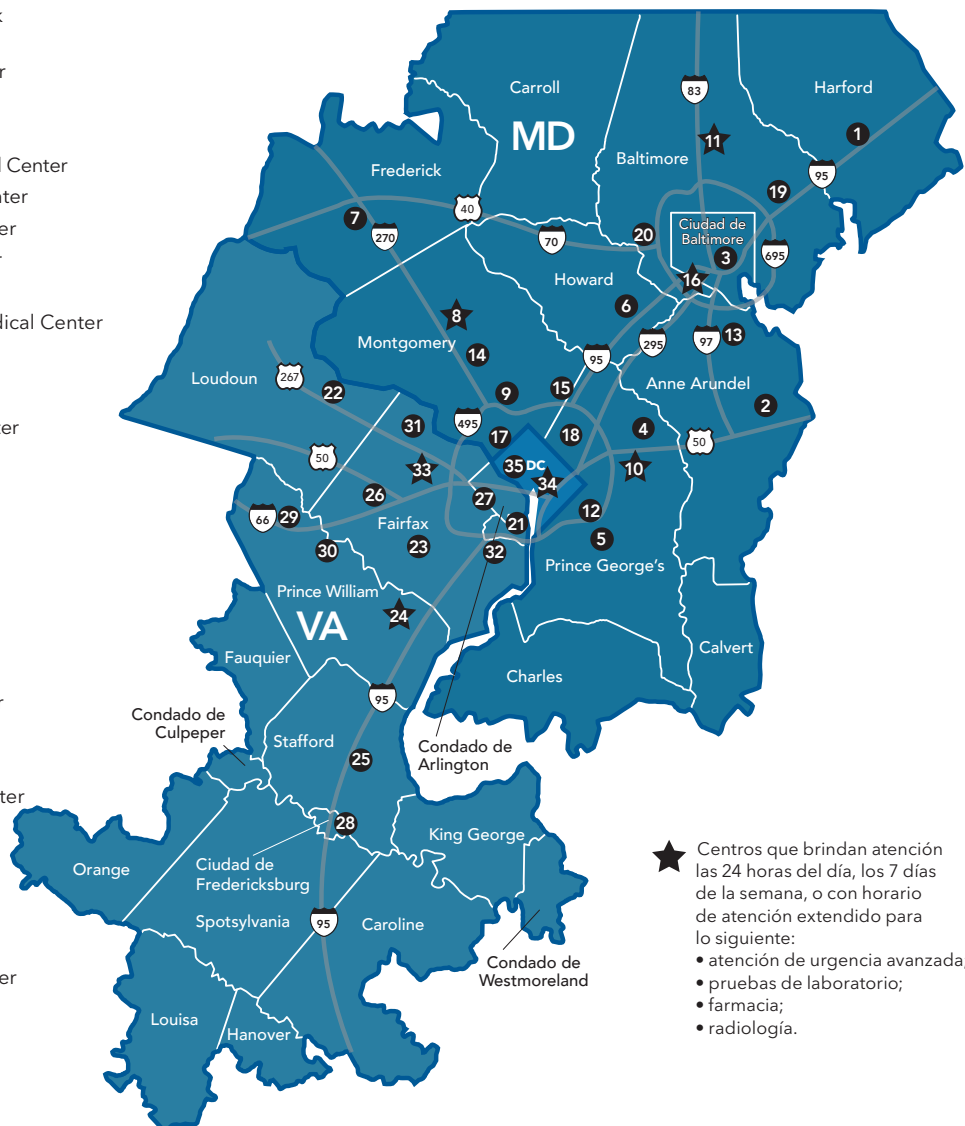 k
r
l Center
nter
er
r
dical Center
ter
r
ter
er
Carroll
Harford
83
MD
11
1
Baltimore
95
Frederick
19
40
7
270
70
20
Ciudad de
Baltimore
3
695
Howard
16
6
8
Montgomery
295
97
13
14
95
Loudoun
267
22
9
15
Anne Arundel
2
31
495
17
18
4
50
50
33
35
DC
34
10
26
27
12
66
29
21
Fairfax
23
30
32
5
Prince George’s
Prince William
24
VA
Fauquier
Calvert
Charles
95
Condado de
Culpeper
Stafford
25
Condado de
Arlington
28
King George
Orange
Ciudad de
Fredericksburg
Spotsylvania
95
Caroline
Condado de
Westmoreland
Louisa
Hanover
Centros que brindan atención
las 24 horas del día, los 7 días
de la semana, o con horario
de atención extendido para
lo siguiente:
• atención de urgencia avanzada;
• pruebas de laboratorio;
• farmacia;
• radiología.